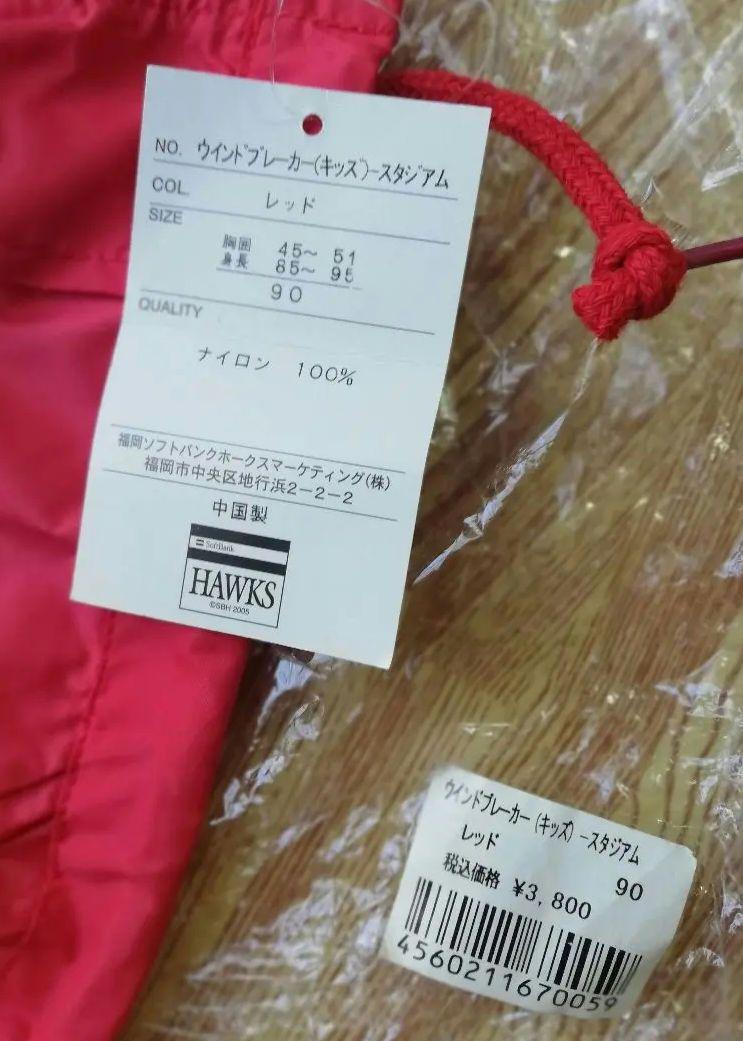 NO. ウインドブレーカー(キッズ)-スタジアム
COL. レッド
SIZE
胸囲 45～ 51
身長 85～ 95
90
QUALITY
ナイロン 100%
福岡ソフトバンクホークスマーケティング(株)
福岡市中央区地行浜2-2-2
中国製
SoftBank
HAWKS
©SBH 2005
ウインドブレーカー(キッズ)-スタジアム
レッド 90
税込価格 ¥3,800
4560211670059